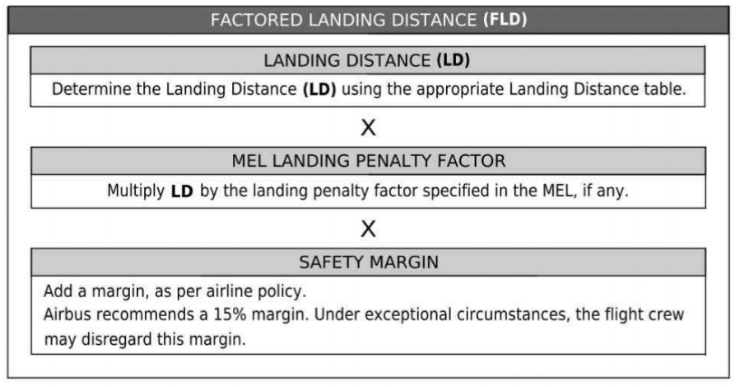 FACTORED LANDING DISTANCE (FLD)
LANDING DISTANCE (LD)
Determine the Landing Distance (LD) using the appropriate Landing Distance table.
X
MEL LANDING PENALTY FACTOR
Multiply LD by the landing penalty factor specified in the MEL, if any.
X
SAFETY MARGIN
Add a margin, as per airline policy.
Airbus recommends a 15% margin. Under exceptional circumstances, the flight crew
may disregard this margin.